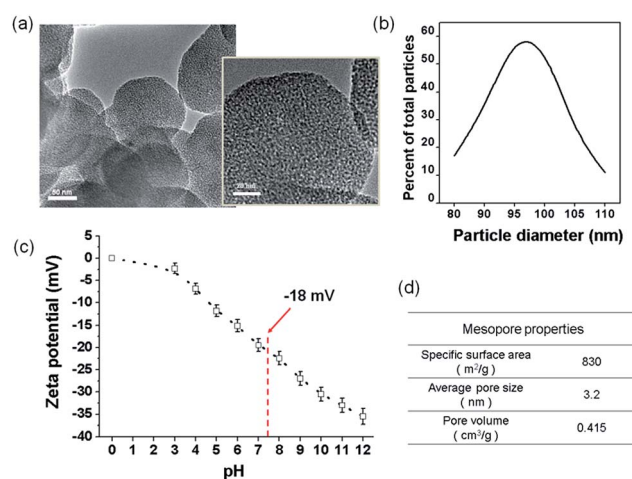 (a)
50 nm
(b)
Percent of total particles
60
50
40
30
20
10
0
80 90 100 95 105 110
Particle diameter (nm)
(c)
Zeta potential (mV)
5
0
-5
-10
-15
-20
-25
-30
-35
-40
-18 mV
0 1 2 3 4 5 6 7 8 9 10 11 12
pH
(d)
Mesopore properties
Specific surface area
( m²/g )
830
Average pore size
( nm )
3.2
Pore volume
( cm³/g )
0.415